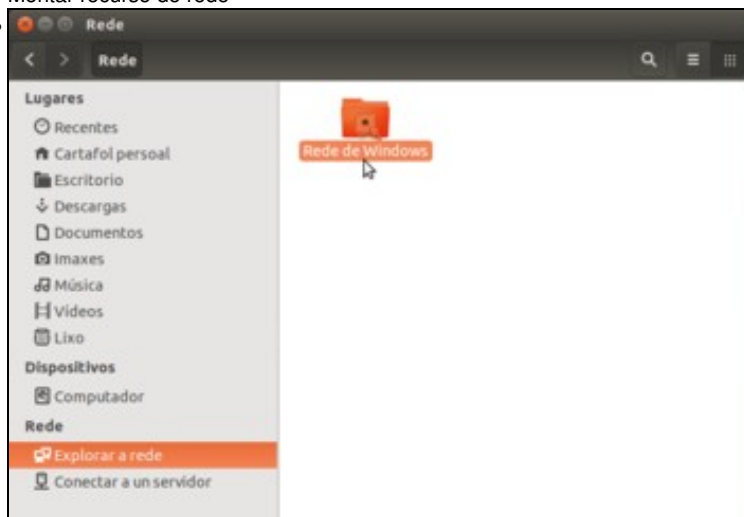 Montar recurso de rede
Rede
Rede
Lugares
Recentes
Cartafol persoal
Escritorio
Descargas
Documentos
Imaxes
Música
Vídeos
Lixo
Dispositivos
Computador
Rede
Explorar a rede
Conectar a un servidor
Rede de Windows